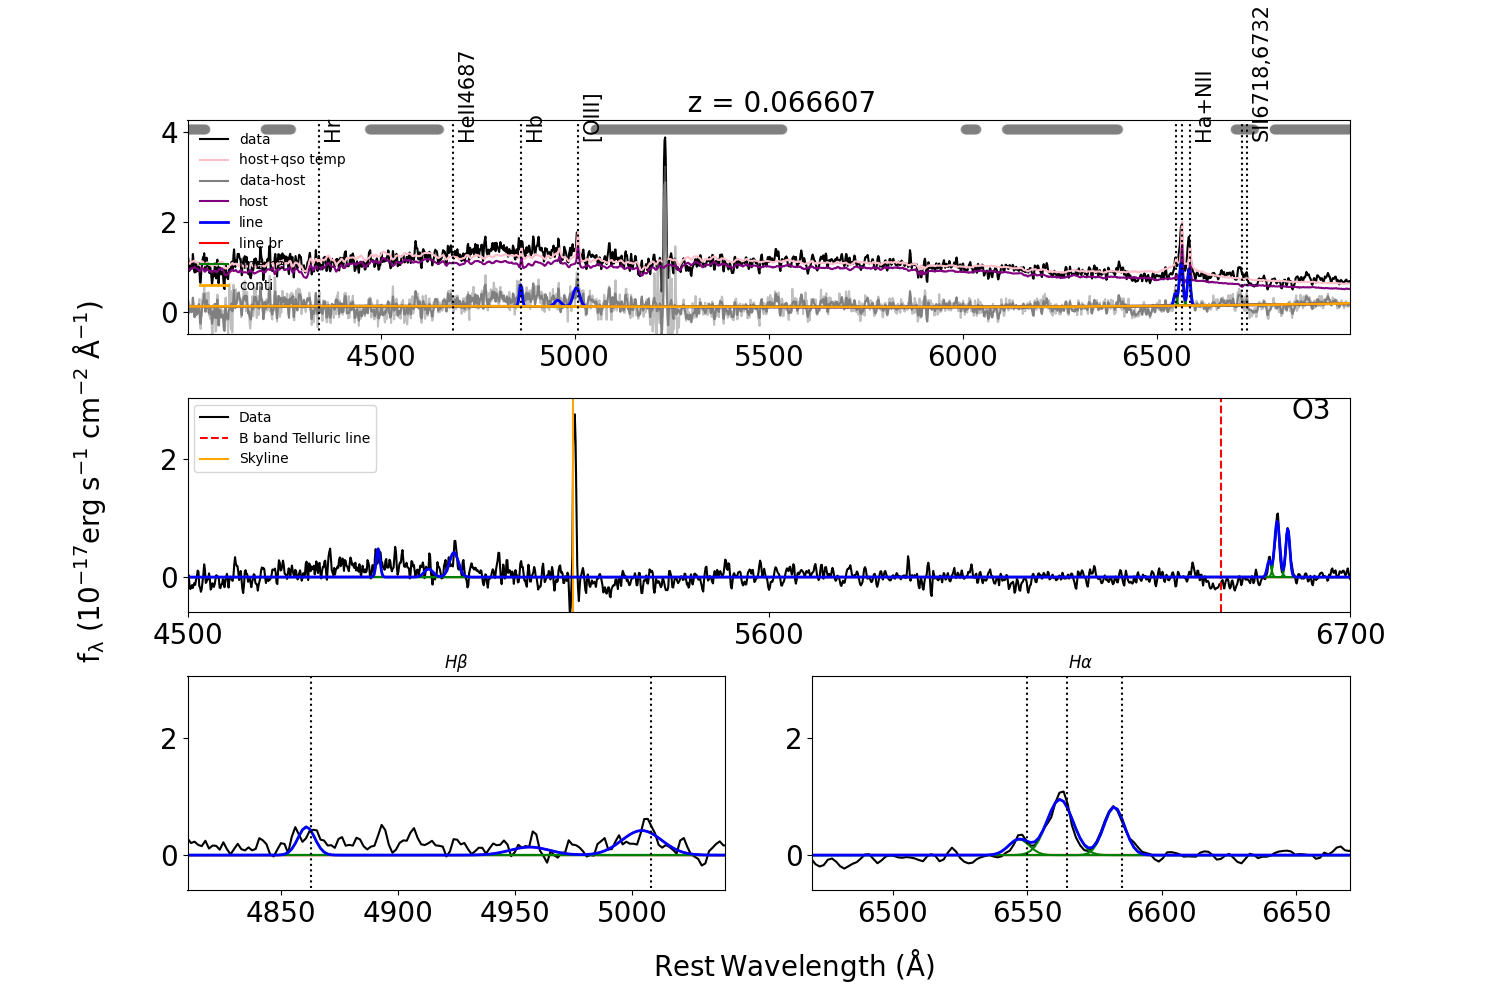 z = 0.066607
Hr
HeII4687
Hb
[OIII]
Ha+NII
SII6718,6732
data
host+qso temp
data-host
host
line
line br
conti
4
2
0
4500 5000 5500 6000 6500
f_λ (10^{-17}erg s^{-1} cm^{-2} Å^{-1})
O3
Data
B band Telluric line
Skyline
2
0
4500 5600 6700
Hβ
2
0
4850 4900 4950 5000
Hα
2
0
6500 6550 6600 6650
Rest Wavelength (Å)